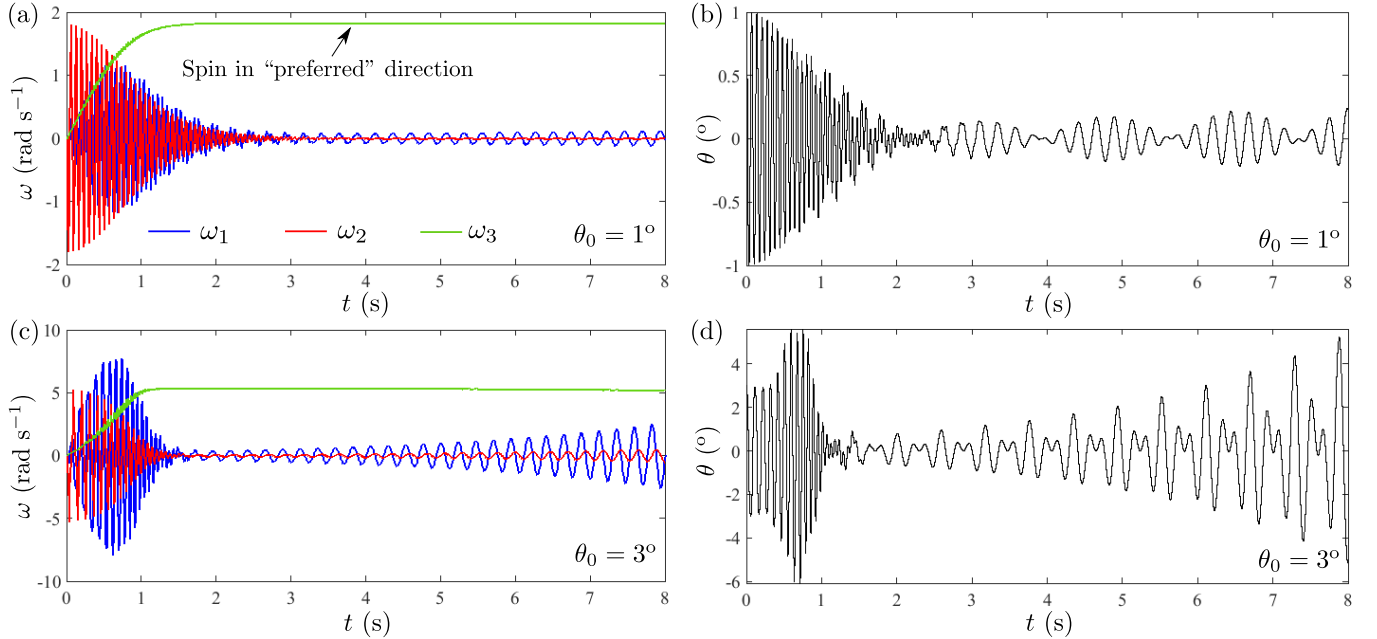 (a)
2
1
0
-1
-2
ω (rad s⁻¹)
Spin in “preferred” direction
ω₁ ω₂ ω₃
θ₀ = 1°
0 1 2 3 4 5 6 7 8
t (s)
(b)
1
0.5
0
-0.5
-1
θ (°)
θ₀ = 1°
0 1 2 3 4 5 6 7 8
t (s)
(c)
10
5
0
-5
-10
ω (rad s⁻¹)
θ₀ = 3°
0 1 2 3 4 5 6 7 8
t (s)
(d)
4
2
0
-2
-4
-6
θ (°)
θ₀ = 3°
0 1 2 3 4 5 6 7 8
t (s)